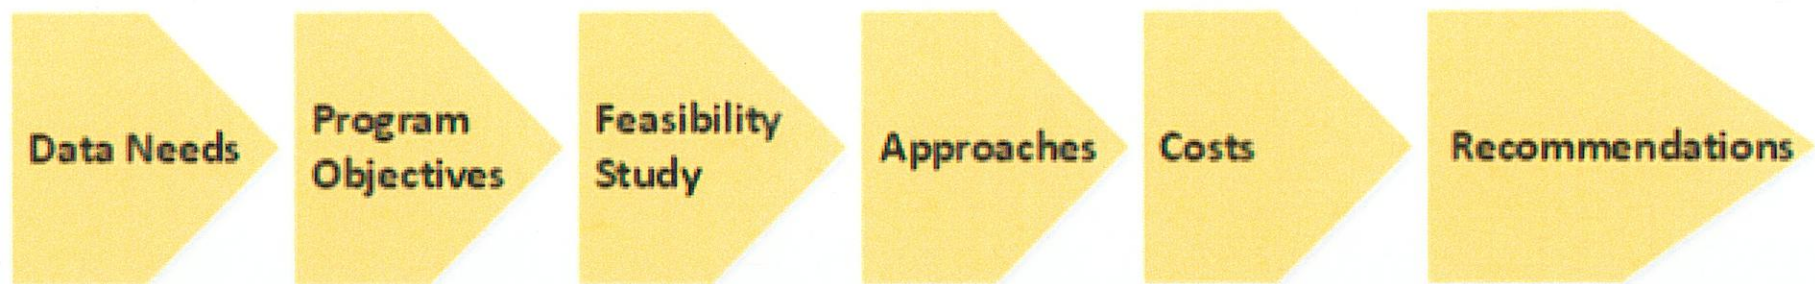 Data Needs
Program
Objectives
Feasibility
Study
Approaches
Costs
Recommendations